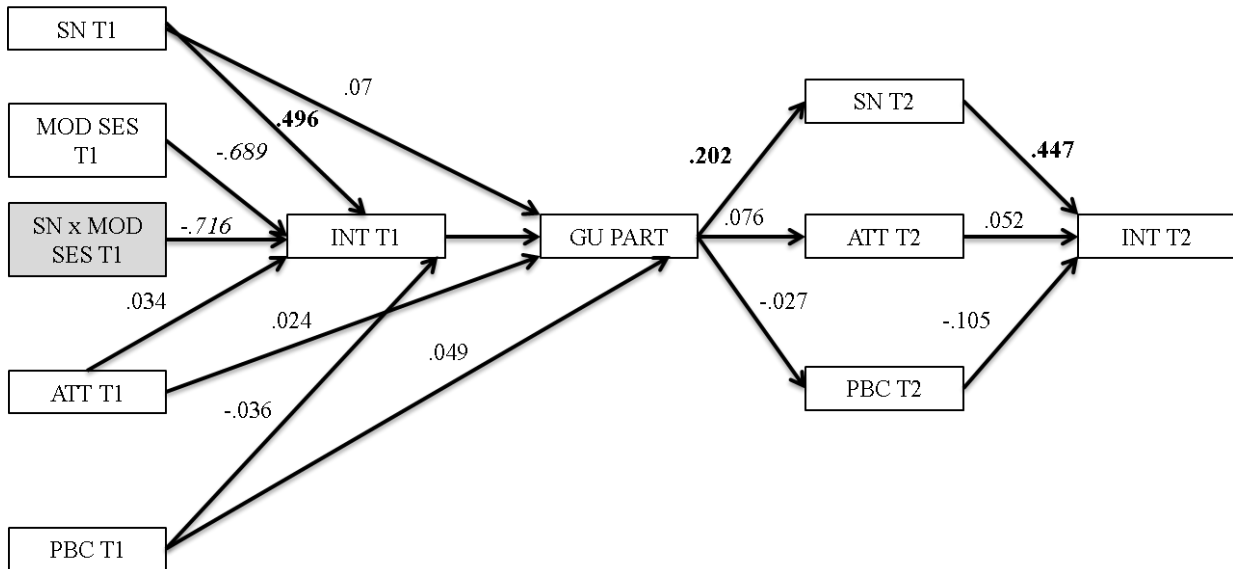 SN T1
.07
SN T2
MOD SES
T1
.496
-.689
.202
.447
SN x MOD
SES T1
-.716
INT T1
GU PART
.076
ATT T2
.052
INT T2
.034
.024
-.027
-.105
.049
ATT T1
-.036
PBC T2
PBC T1